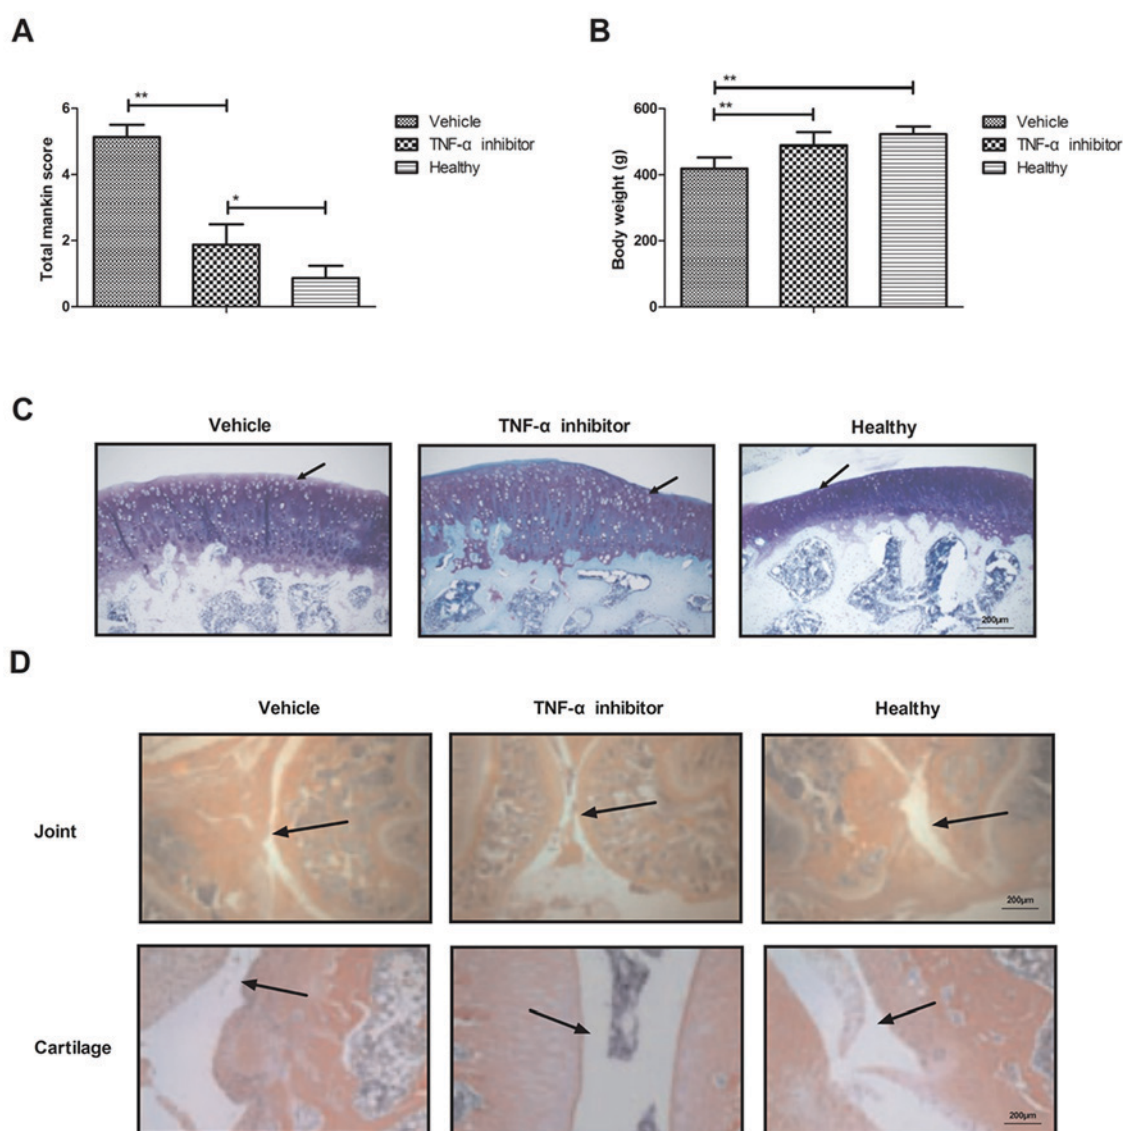 A
B
**
*
Total mankin score
6
4
2
0
Vehicle
TNF-α inhibitor
Healthy
**
**
Body weight (g)
600
400
200
0
Vehicle
TNF-α inhibitor
Healthy
C
Vehicle
TNF-α inhibitor
Healthy
200μm
D
Vehicle
TNF-α inhibitor
Healthy
Joint
200μm
Cartilage
200μm